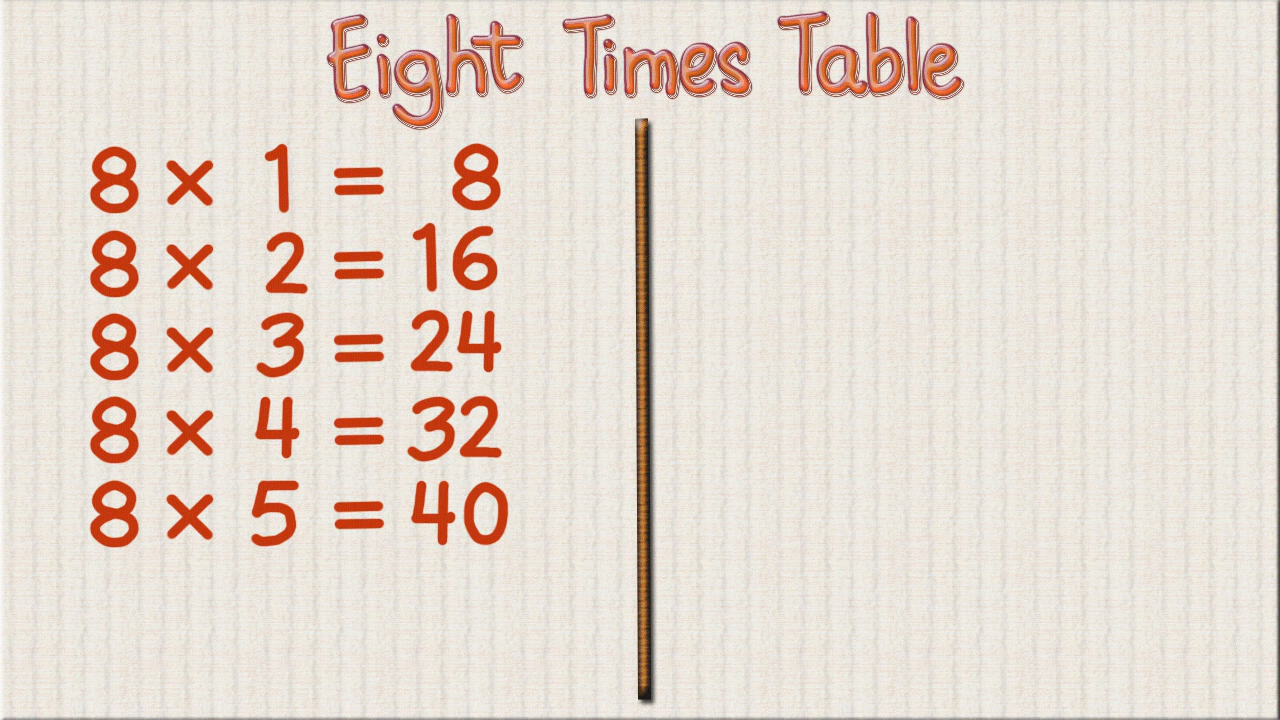 Eight Times Table
8 × 1 = 8
8 × 2 = 16
8 × 3 = 24
8 × 4 = 32
8 × 5 = 40